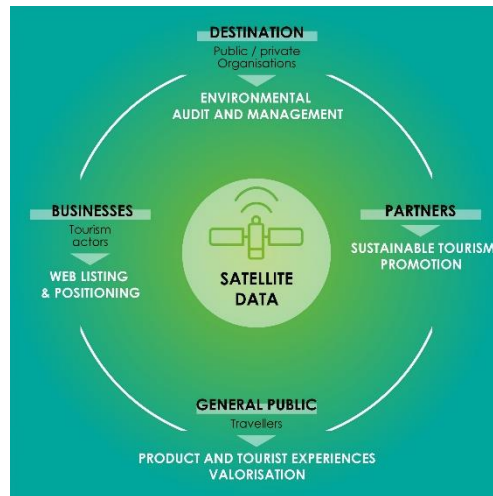 DESTINATION
Public / private
Organisations
ENVIRONMENTAL
AUDIT AND MANAGEMENT
BUSINESSES
Tourism
actors
WEB LISTING
& POSITIONING
PARTNERS
SUSTAINABLE TOURISM
PROMOTION
SATELLITE
DATA
GENERAL PUBLIC
Travellers
PRODUCT AND TOURIST EXPERIENCES
VALORISATION